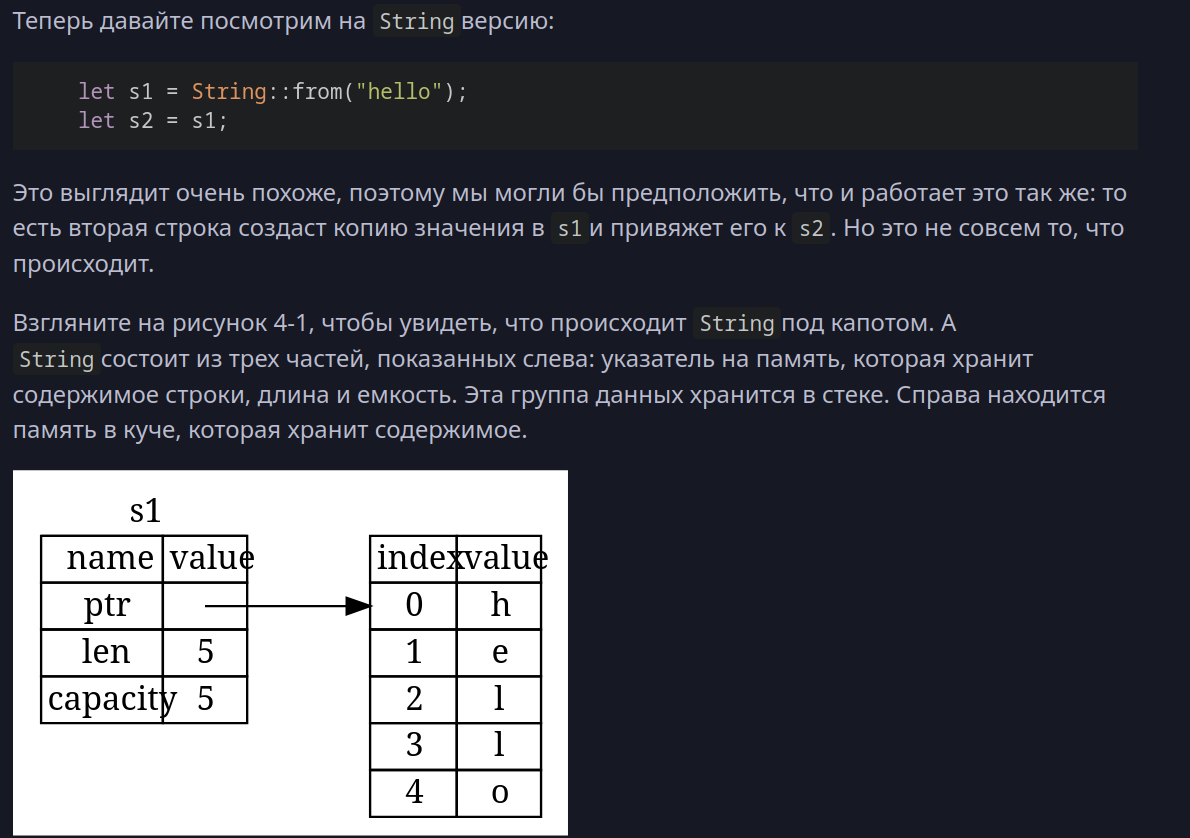 Теперь давайте посмотрим на String версию:
let s1 = String::from("hello");
let s2 = s1;
Это выглядит очень похоже, поэтому мы могли бы предположить, что и работает это так же: то
есть вторая строка создаст копию значения в s1 и привяжет его к s2. Но это не совсем то, что
происходит.
Взгляните на рисунок 4-1, чтобы увидеть, что происходит String под капотом. А
String состоит из трех частей, показанных слева: указатель на память, которая хранит
содержимое строки, длина и емкость. Эта группа данных хранится в стеке. Справа находится
память в куче, которая хранит содержимое.
s1
name value
ptr
len 5
capacity 5
index value
0 h
1 e
2 l
3 l
4 o